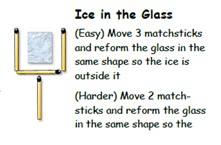 Ice in the Glass
(Easy) Move 3 matchsticks
and reform the glass in the
same shape so the ice is
outside it
(Harder) Move 2 match-
sticks and reform the glass
in the same shape so the